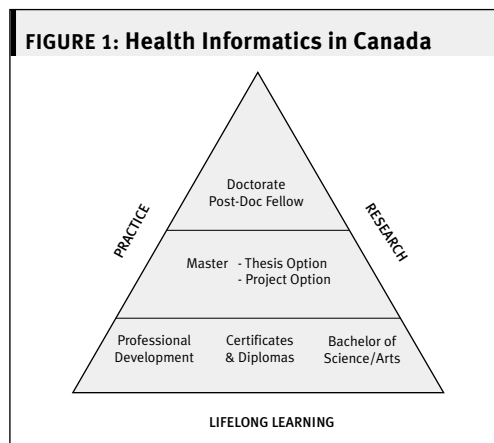 FIGURE 1: Health Informatics in Canada
Doctorate
Post-Doc Fellow
PRACTICE
RESEARCH
Master - Thesis Option
- Project Option
Professional
Development
Certificates
& Diplomas
Bachelor of
Science/Arts
LIFELONG LEARNING